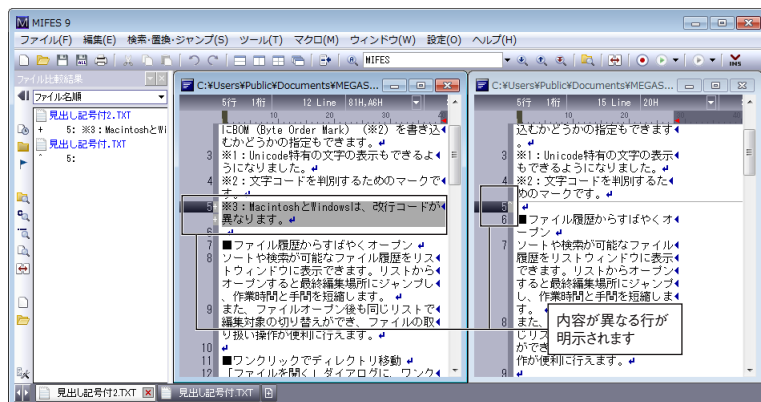 MIFES 9
ファイル(F) 編集(E) 検索・置換・ジャンプ(S) ツール(T) マクロ(M) ウィンドウ(W) 設定(O) ヘルプ(H)
MIFES
ファイル比較結果
ファイル名順
見出し記号付2.TXT
+ 5: ※3：MacintoshとWi
見出し記号付.TXT
^ 5:
C:¥Users¥Public¥Documents¥MEGAS...
5行 1桁 12 Line 81H,A6H
10 20 30 4
にBOM (Byte Order Mark) （※2）を書き込
むかどうかの指定もできます。
3 ※1：Unicode特有の文字の表示もできるよ
うになりました。
4 ※2：文字コードを判別するためのマークで
す。
5 ※3：MacintoshとWindowsは、改行コードが
異なります。
6
7 ■ファイル履歴からすばやくオープン
8 ソートや検索が可能なファイル履歴をリス
トウィンドウに表示できます。リストから
オープンすると最終編集場所にジャンプし
、作業時間と手間を短縮します。
9 また、ファイルオープン後も同じリストで
編集対象の切り替えができ、ファイルの取
り扱い操作が便利に行えます。
10
11 ■ワンクリックでディレクトリ移動
12 「ファイルを開く」ダイアログに、ワンク
C:¥Users¥Public¥Documents¥MEGAS...
5行 1桁 15 Line 20H
10 20 30
込むかどうかの指定もできます
。
3 ※1：Unicode特有の文字の表示
もできるようになりました。
4 ※2：文字コードを判別するた
めのマークです。
5
6 ■ファイル履歴からすばやくオ
ープン
7 ソートや検索が可能なファイル
履歴をリストウィンドウに表示
できます。リストからオープン
すると最終編集場所にジャンプ
し、作業時間と手間を短縮しま
す。
8 また、
じリス
ができ
作が便利に行えます。
9
内容が異なる行が
明示されます
見出し記号付2.TXT
見出し記号付.TXT